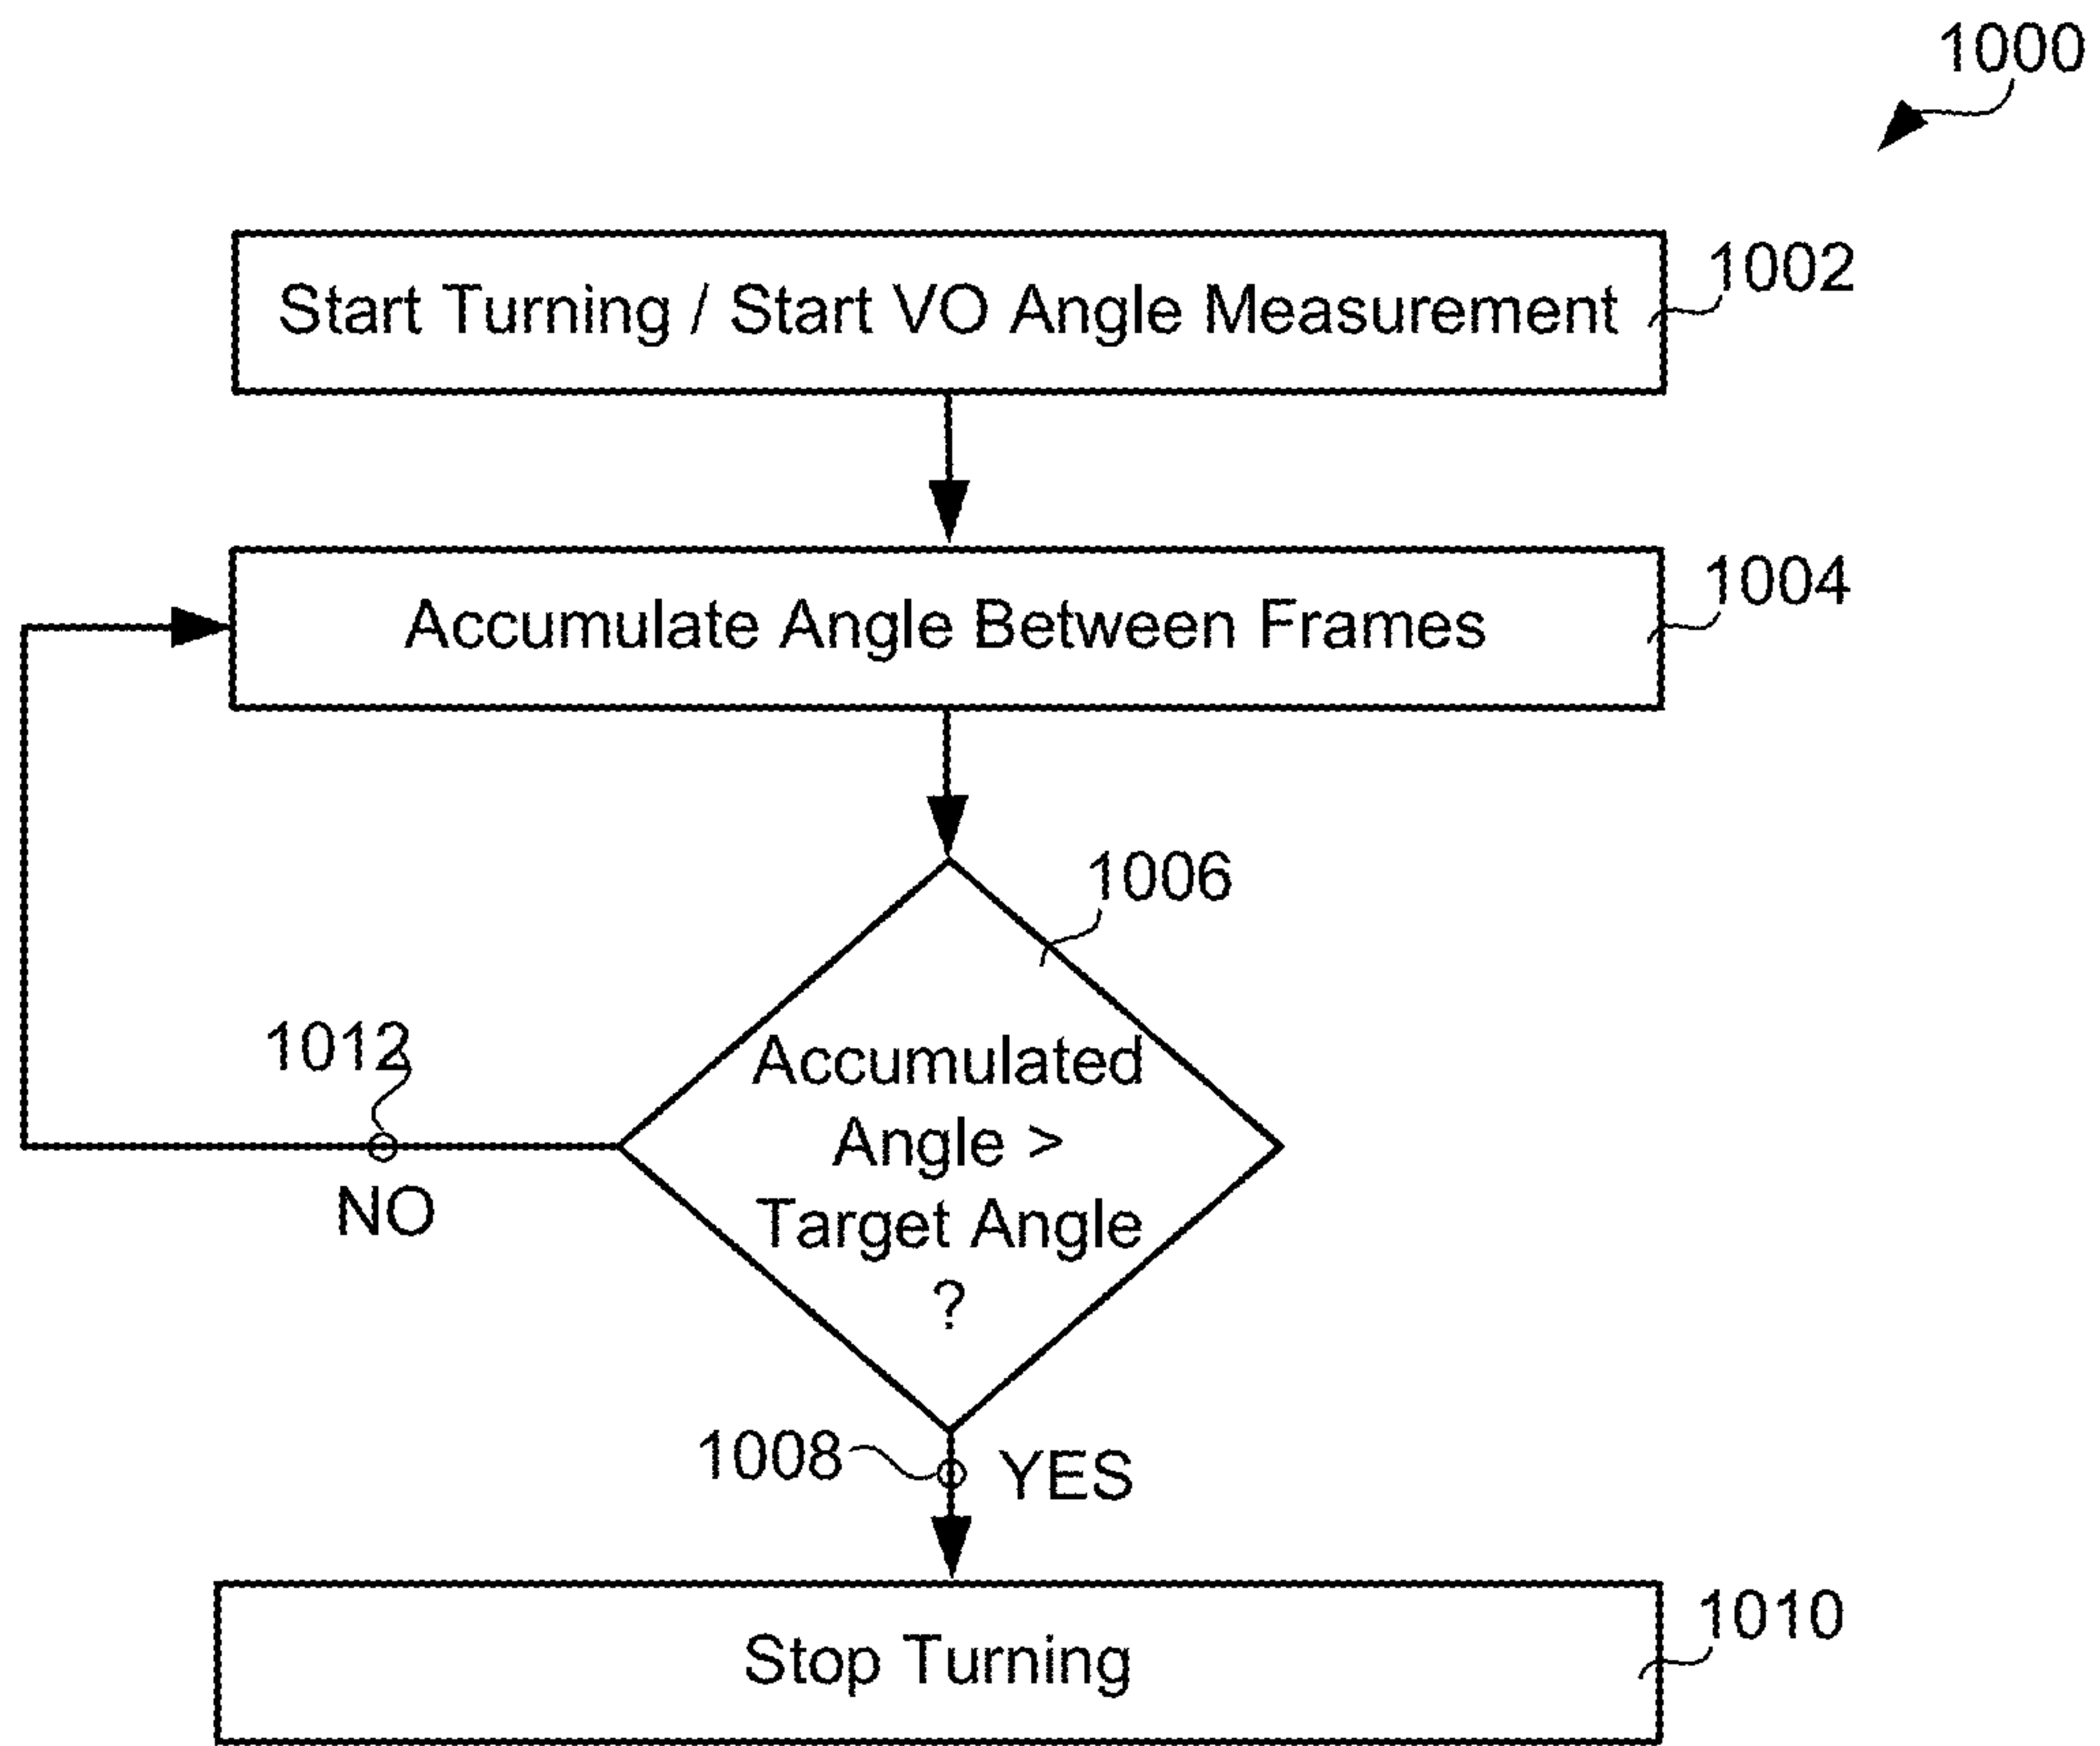 1000
Start Turning / Start VO Angle Measurement
1002
Accumulate Angle Between Frames
1004
1006
Accumulated
Angle >
Target Angle
?
1012
NO
1008
YES
Stop Turning
1010